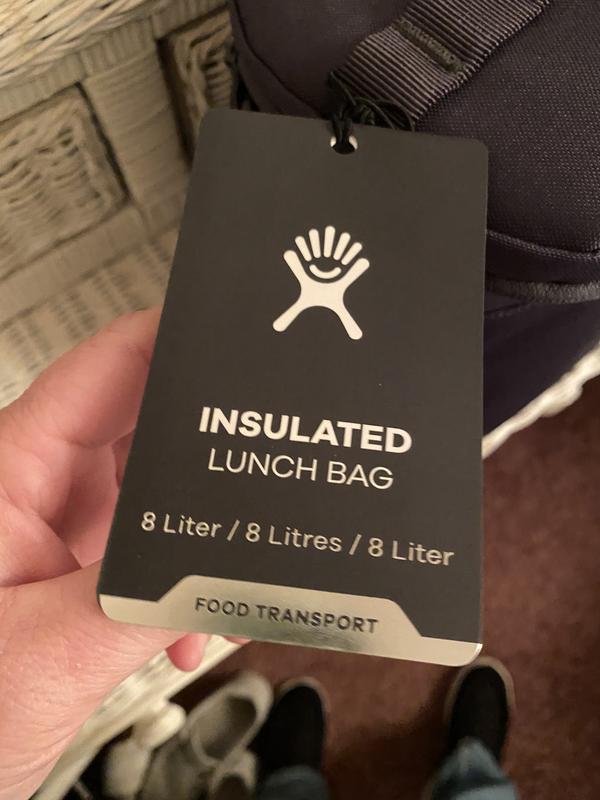 INSULATED
LUNCH BAG
8 Liter / 8 Litres / 8 Liter
FOOD TRANSPORT